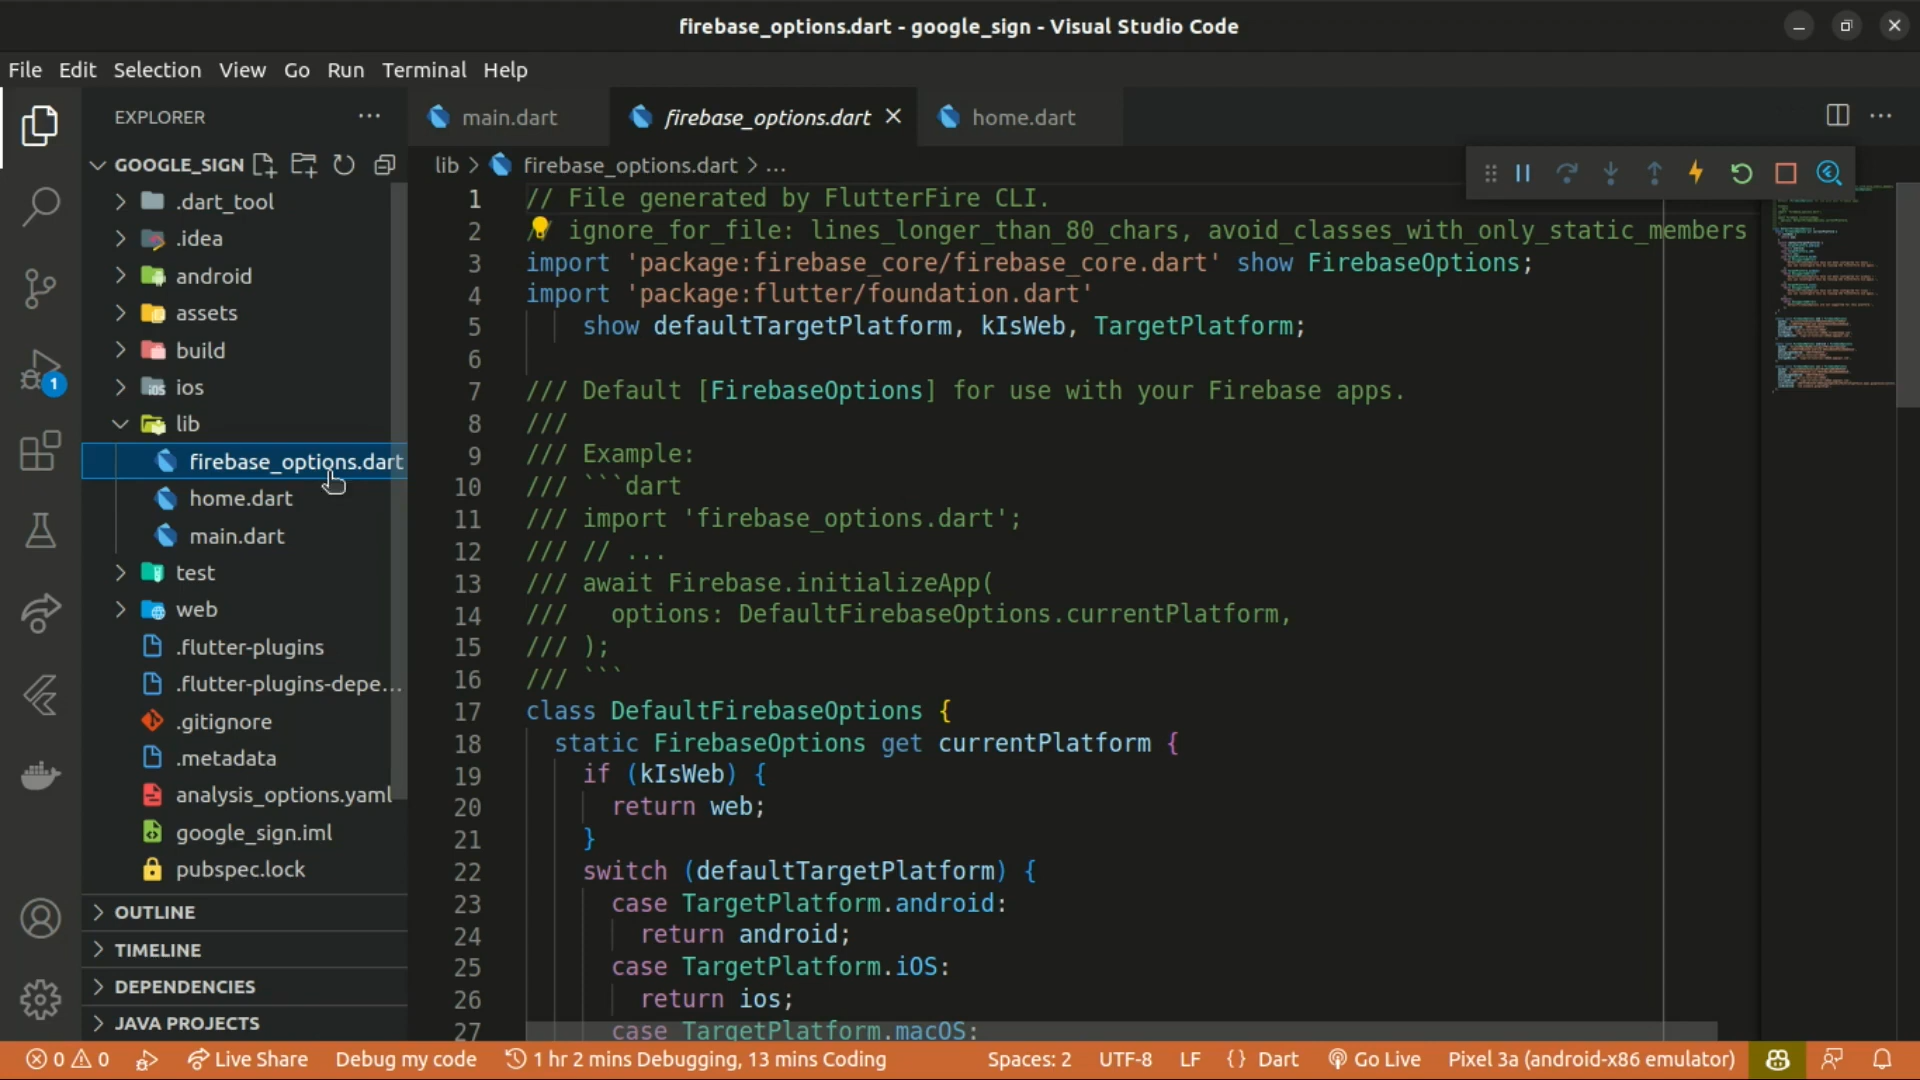 firebase_options.dart - google_sign - Visual Studio Code
File Edit Selection View Go Run Terminal Help
EXPLORER
main.dart
firebase_options.dart
home.dart
GOOGLE_SIGN
.dart_tool
.idea
android
assets
build
ios
lib
firebase_options.dart
home.dart
main.dart
test
web
.flutter-plugins
.flutter-plugins-depe...
.gitignore
.metadata
analysis_options.yaml
google_sign.iml
pubspec.lock
OUTLINE
TIMELINE
DEPENDENCIES
JAVA PROJECTS
1
lib > firebase_options.dart > ...
1 // File generated by FlutterFire CLI.
2 // ignore_for_file: lines_longer_than_80_chars, avoid_classes_with_only_static_members
3 import 'package:firebase_core/firebase_core.dart' show FirebaseOptions;
4 import 'package:flutter/foundation.dart'
5 show defaultTargetPlatform, kIsWeb, TargetPlatform;
6
7 /// Default [FirebaseOptions] for use with your Firebase apps.
8 ///
9 /// Example:
10 /// ```dart
11 /// import 'firebase_options.dart';
12 /// // ...
13 /// await Firebase.initializeApp(
14 /// options: DefaultFirebaseOptions.currentPlatform,
15 /// );
16 /// ```
17 class DefaultFirebaseOptions {
18 static FirebaseOptions get currentPlatform {
19 if (kIsWeb) {
20 return web;
21 }
22 switch (defaultTargetPlatform) {
23 case TargetPlatform.android:
24 return android;
25 case TargetPlatform.iOS:
26 return ios;
27 case TargetPlatform.macOS:
0 0 Live Share Debug my code 1 hr 2 mins Debugging, 13 mins Coding Spaces: 2 UTF-8 LF {} Dart Go Live Pixel 3a (android-x86 emulator)